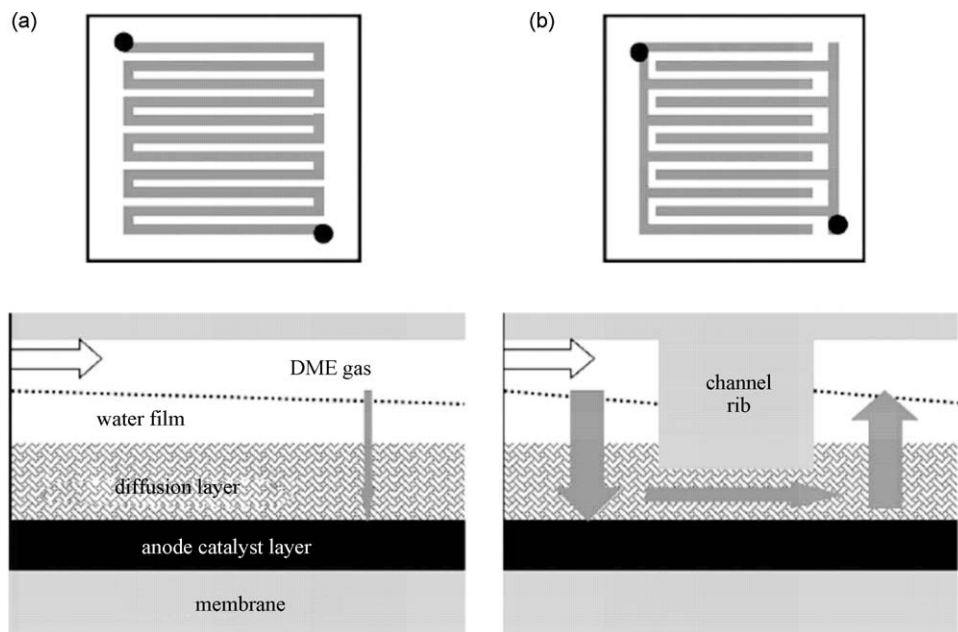 (a)
(b)
DME gas
water film
diffusion layer
anode catalyst layer
membrane
channel
rib